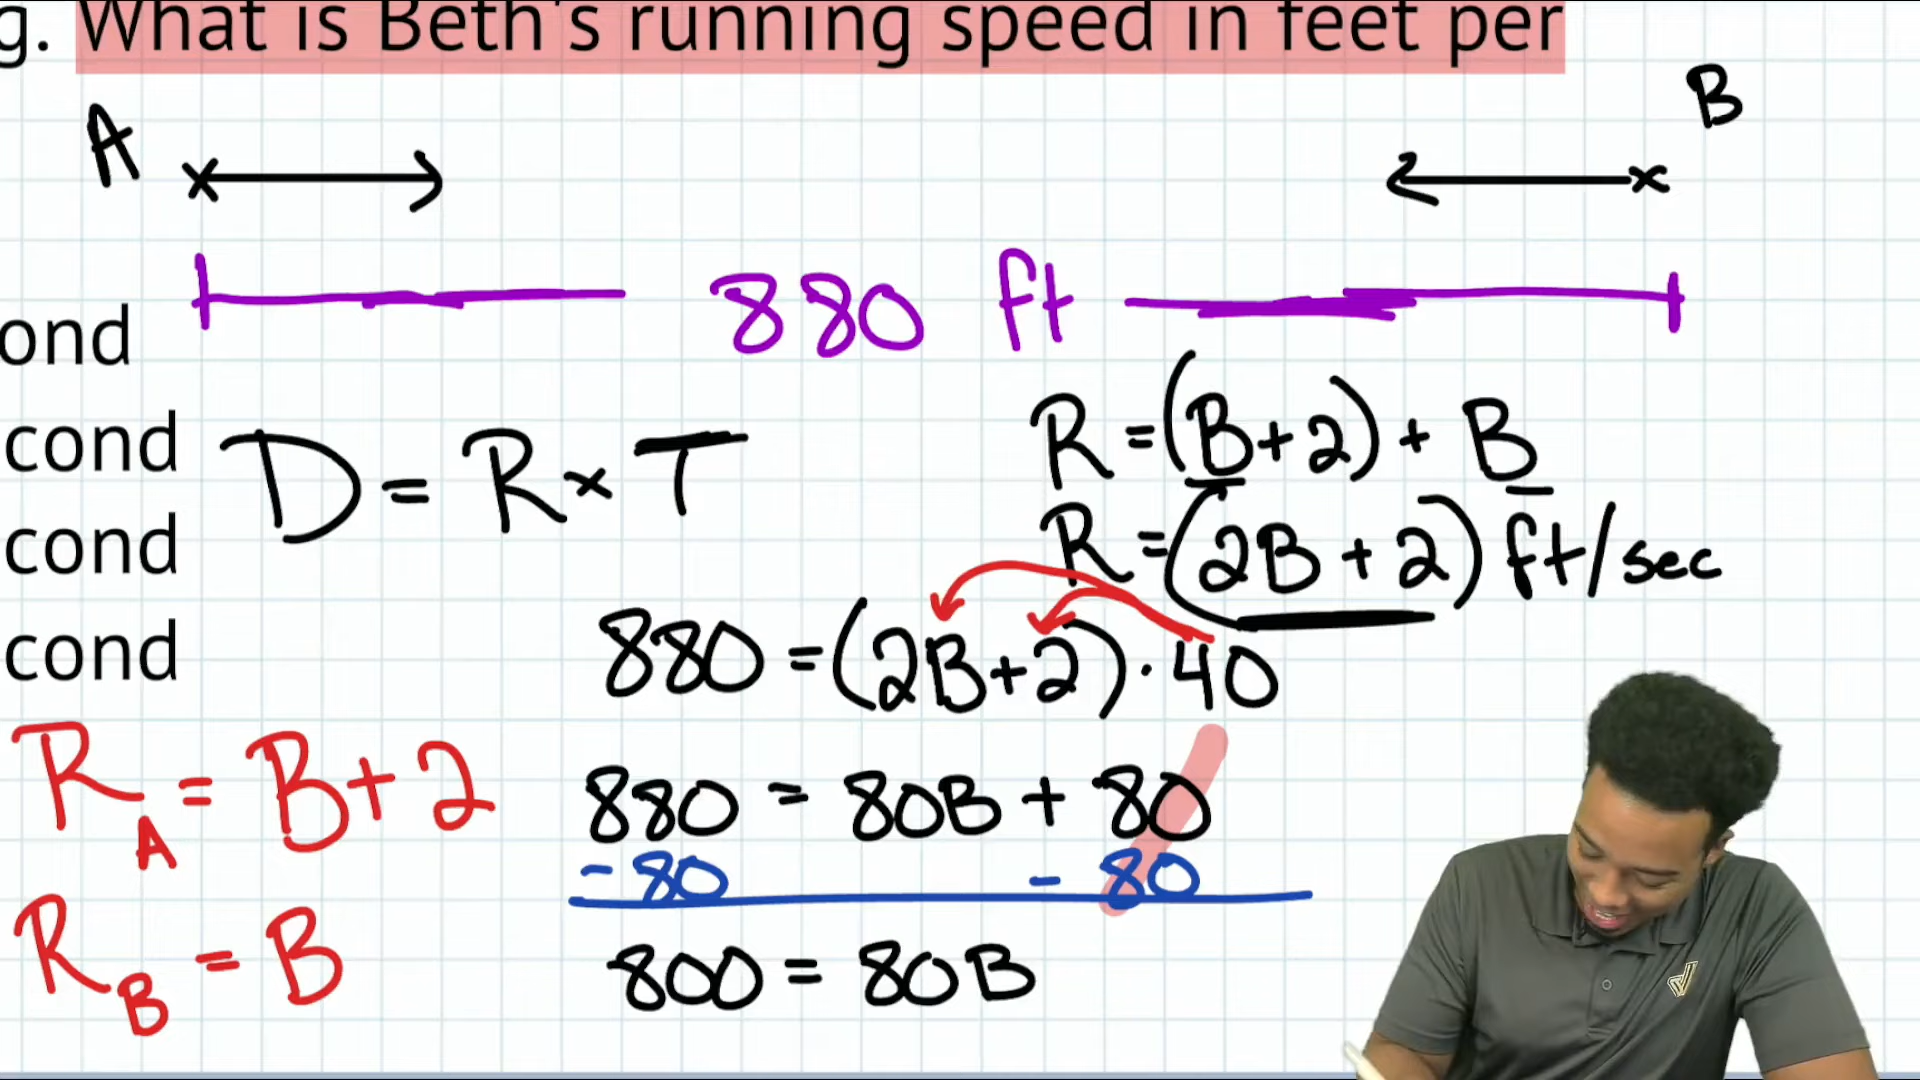 g. What is Beth's running speed in feet per
A
B
880 ft
ond
cond
cond
cond
D = R × T
R = (B+2) + B
R = (2B + 2) ft/sec
880 = (2B+2) · 40
880 = 80B + 80
- 80 - 80
800 = 80B
R_A = B+2
R_B = B